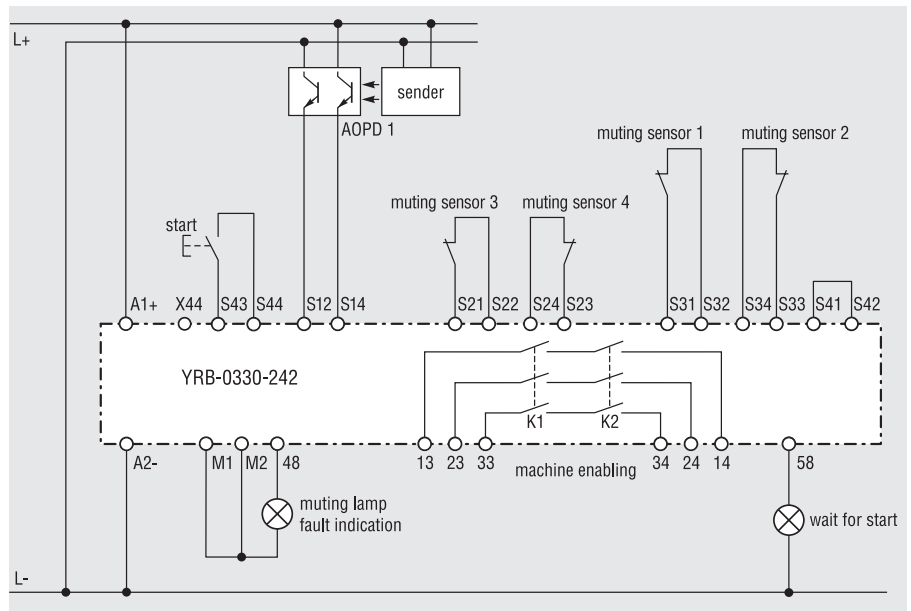 L+
sender
AOPD 1
muting sensor 1
muting sensor 2
muting sensor 3
muting sensor 4
start
A1+
X44
S43
S44
S12
S14
S21
S22
S24
S23
S31
S32
S34
S33
S41
S42
YRB-0330-242
K1
K2
A2-
M1
M2
48
13
23
33
machine enabling
34
24
14
58
muting lamp
fault indication
wait for start
L-